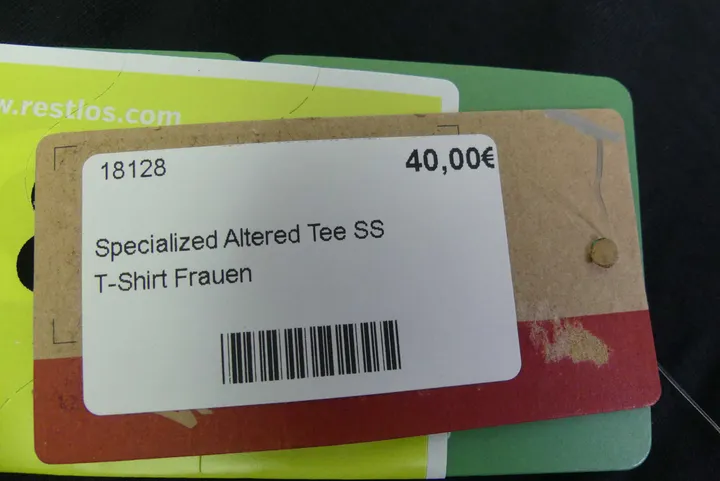 w.restlos.com
18128
40,00€
Specialized Altered Tee SS
T-Shirt Frauen